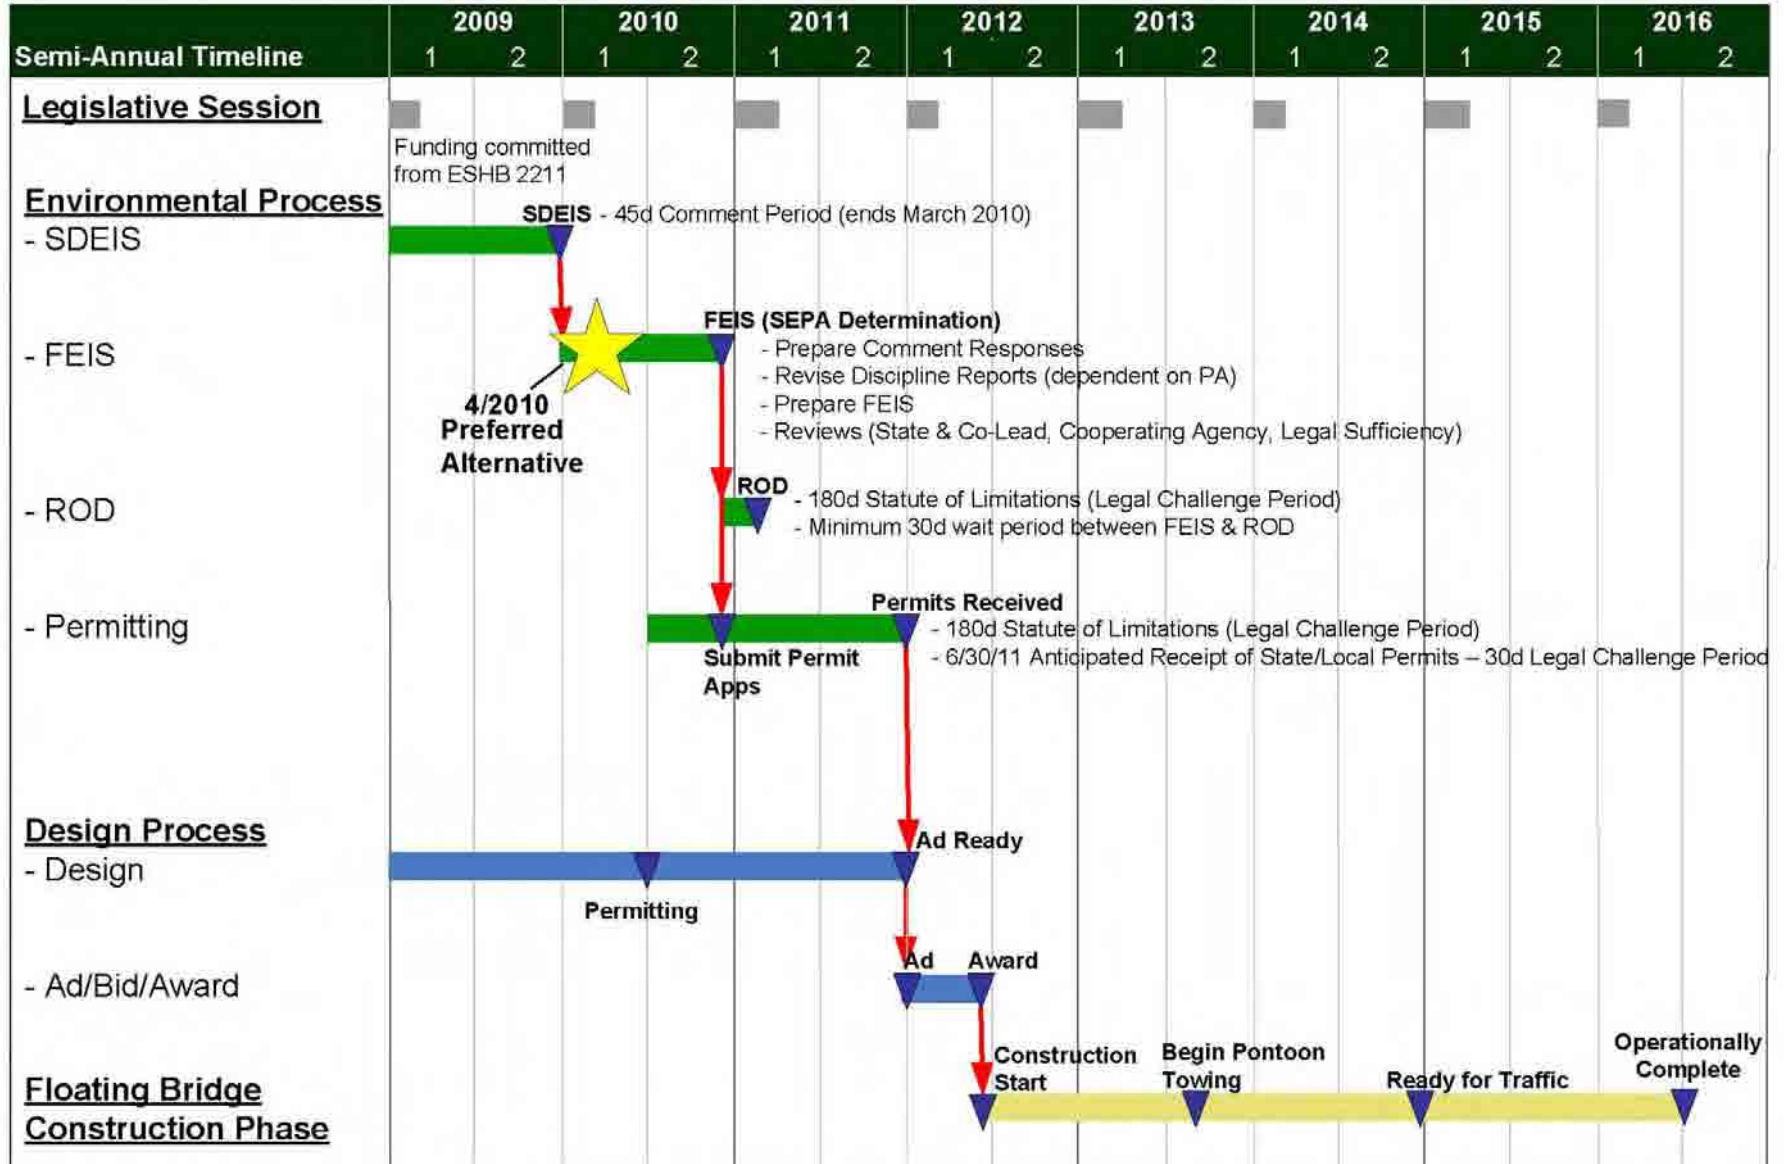 2009 2010 2011 2012 2013 2014 2015 2016
Semi-Annual Timeline 1 2 1 2 1 2 1 2 1 2 1 2 1 2 1 2
Legislative Session
Funding committed
from ESHB 2211
Environmental Process
SDEIS - 45d Comment Period (ends March 2010)
- SDEIS
FEIS (SEPA Determination)
- FEIS
- Prepare Comment Responses
- Revise Discipline Reports (dependent on PA)
- Prepare FEIS
- Reviews (State & Co-Lead, Cooperating Agency, Legal Sufficiency)
4/2010
Preferred
Alternative
- ROD
ROD
- 180d Statute of Limitations (Legal Challenge Period)
- Minimum 30d wait period between FEIS & ROD
- Permitting
Permits Received
- 180d Statute of Limitations (Legal Challenge Period)
- 6/30/11 Anticipated Receipt of State/Local Permits – 30d Legal Challenge Period
Submit Permit
Apps
Design Process
- Design
Ad Ready
Permitting
- Ad/Bid/Award
Ad Award
Floating Bridge
Construction Phase
Construction
Start
Begin Pontoon
Towing
Ready for Traffic
Operationally
Complete